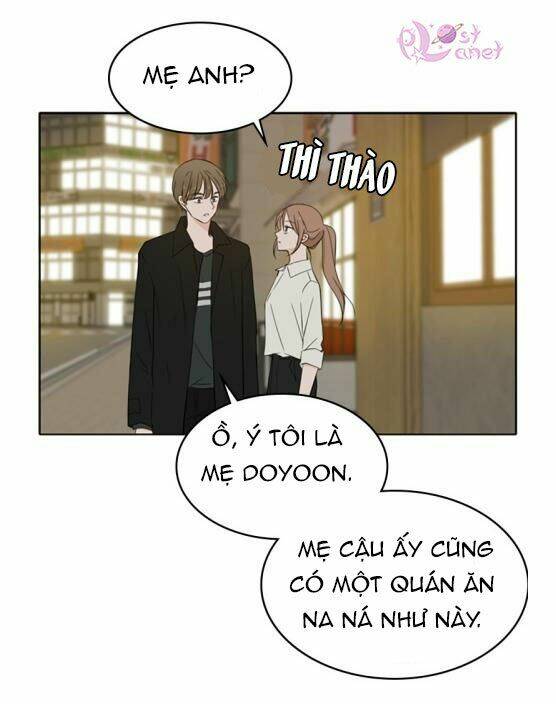 Lost
Planet
MẸ ANH?
THÌ THÀO
Ồ, Ý TÔI LÀ
MẸ DOYOON.
MẸ CẬU ẤY CŨNG
CÓ MỘT QUÁN ĂN
NA NÁ NHƯ NÀY.